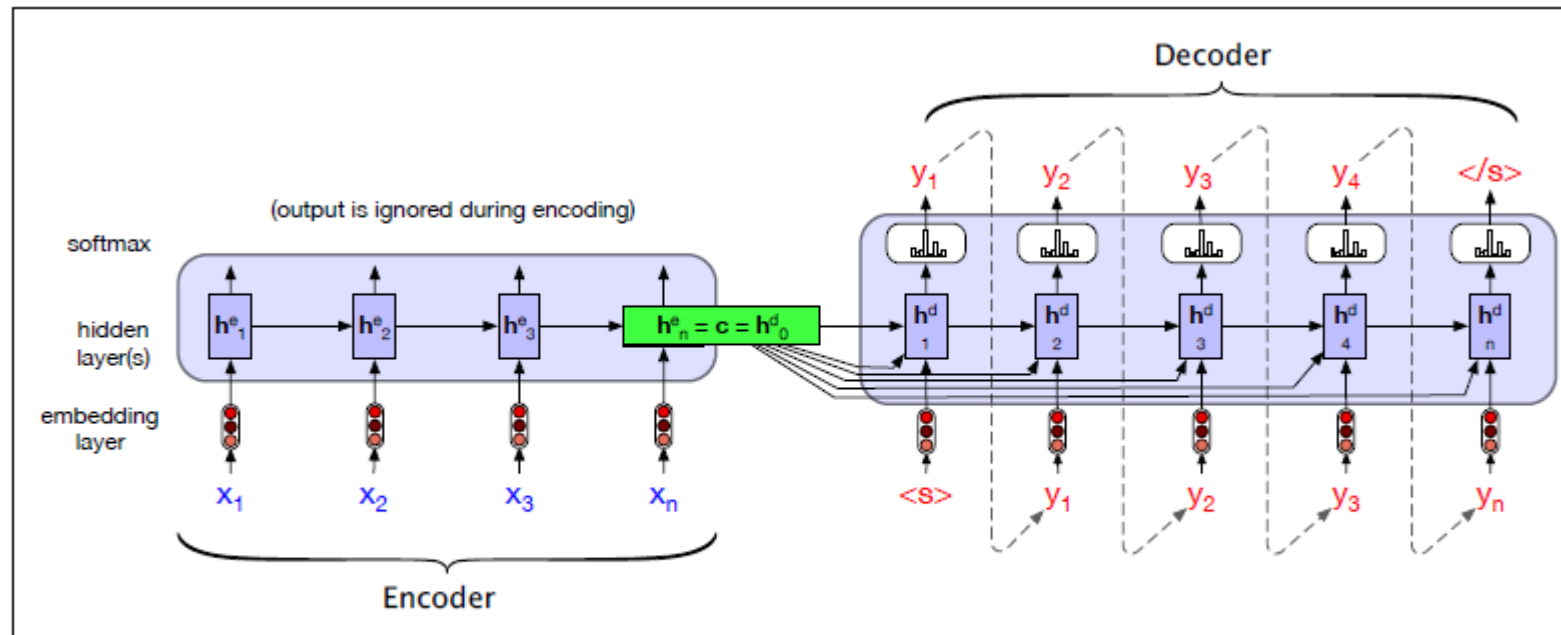 Decoder
y₁ y₂ y₃ y₄ </s>
(output is ignored during encoding)
softmax
hidden
layer(s)
hᵉ₁ hᵉ₂ hᵉ₃ hᵉₙ = c = hᵈ₀ hᵈ₁ hᵈ₂ hᵈ₃ hᵈ₄ hᵈₙ
embedding
layer
x₁ x₂ x₃ xₙ <s> y₁ y₂ y₃ yₙ
Encoder